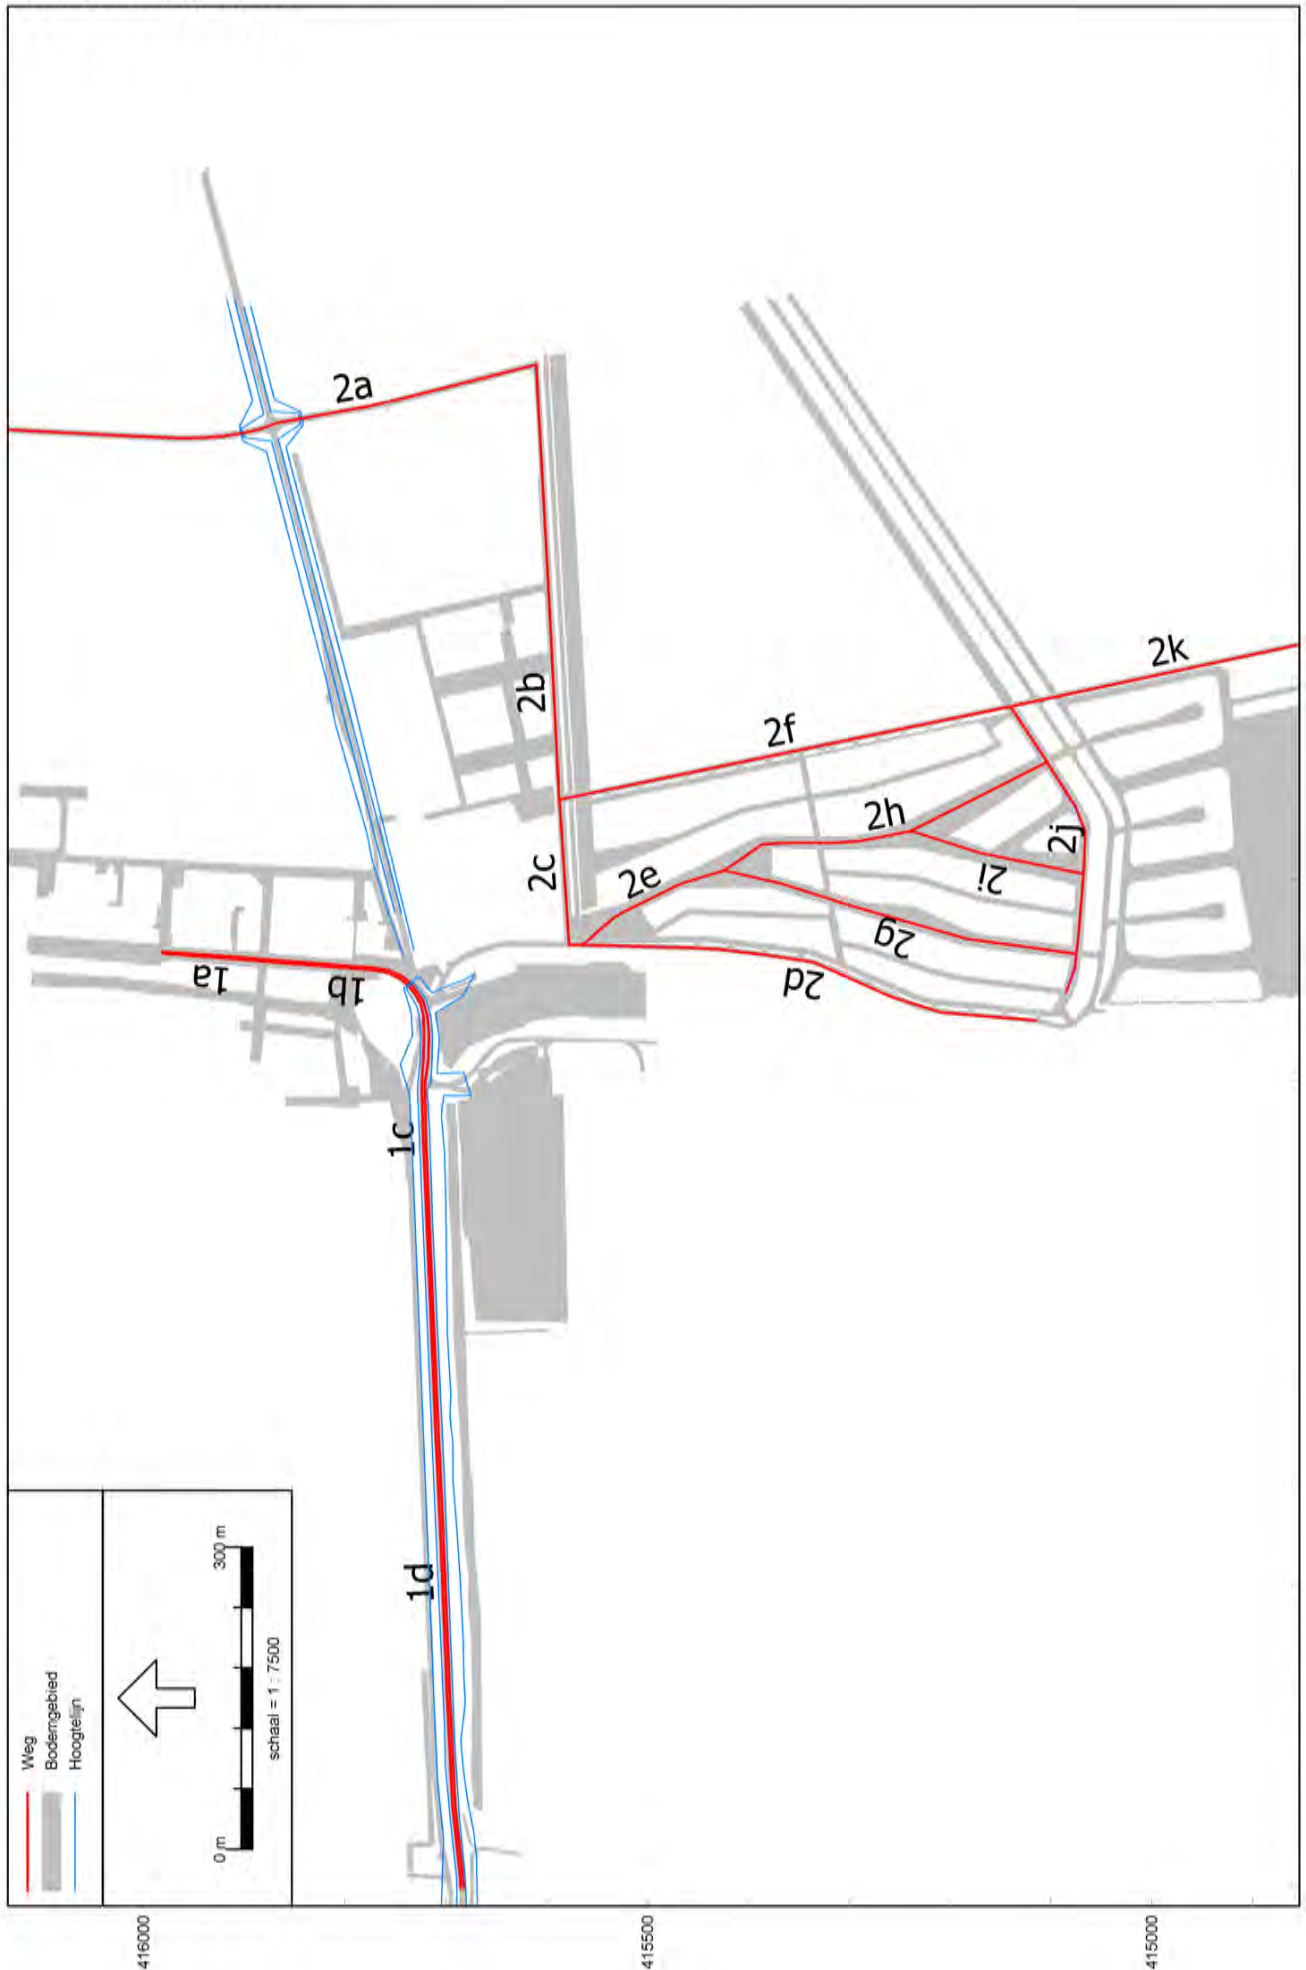 Weg
Bodemgebied
Hoogtelijn
0 m
300 m
schaal = 1 : 7500
416000
415500
415000
1a
1b
1c
1d
2a
2b
2c
2d
2e
2f
2g
2h
2i
2j
2k